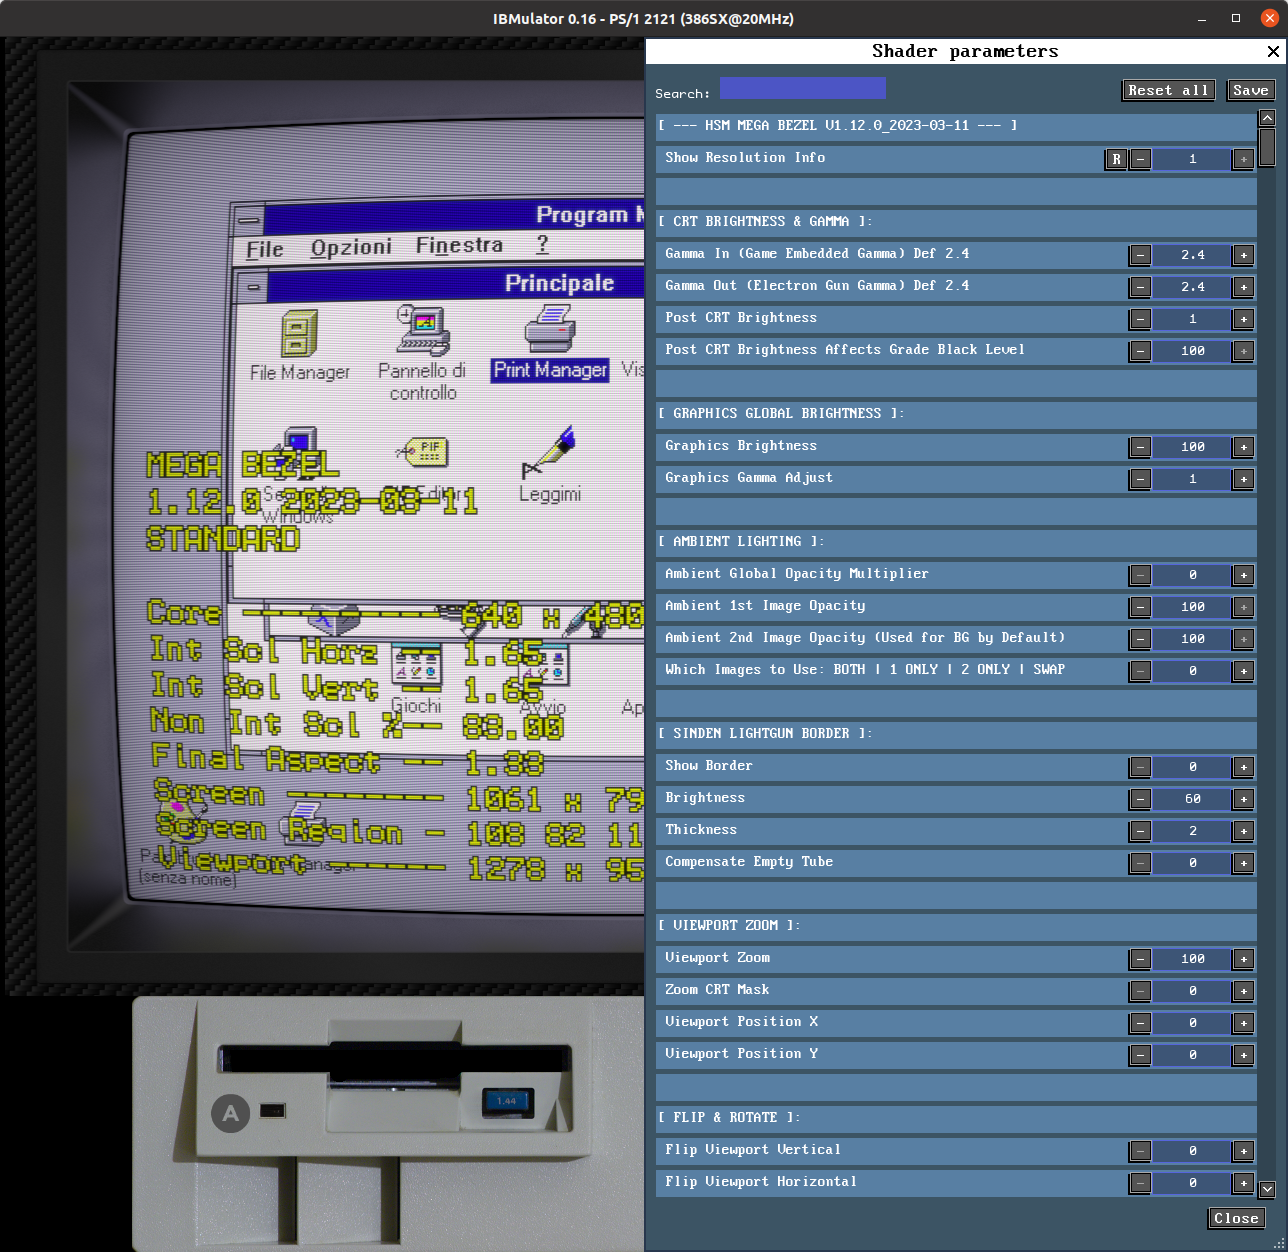 IBMulator 0.16 - PS/1 2121 (386SX@20MHz)
Program M
File Opzioni Finestra ?
Principale
File Manager
Pannello di controllo
Print Manager
Vis
PIF
Leggimi
Windows
Giochi
Avvio
Ap
(senza nome)
MEGA BEZEL
1.12.0 2023-03-11
STANDARD
Core ----------- 640 x 480
Int Scl Horz -- 1.65
Int Scl Vert -- 1.65
Non Int Scl %-- 88.00
Final Aspect -- 1.33
Screen --------- 1061 x 79
Screen Region - 108 82 11
Viewport ------ 1278 x 95
A
1.44
Shader parameters
Search:
Reset all
Save
[ --- HSM MEGA BEZEL V1.12.0_2023-03-11 --- ]
Show Resolution Info R - 1 +
[ CRT BRIGHTNESS & GAMMA ]:
Gamma In (Game Embedded Gamma) Def 2.4 - 2.4 +
Gamma Out (Electron Gun Gamma) Def 2.4 - 2.4 +
Post CRT Brightness - 1 +
Post CRT Brightness Affects Grade Black Level - 100 +
[ GRAPHICS GLOBAL BRIGHTNESS ]:
Graphics Brightness - 100 +
Graphics Gamma Adjust - 1 +
[ AMBIENT LIGHTING ]:
Ambient Global Opacity Multiplier - 0 +
Ambient 1st Image Opacity - 100 +
Ambient 2nd Image Opacity (Used for BG by Default) - 100 +
Which Images to Use: BOTH | 1 ONLY | 2 ONLY | SWAP - 0 +
[ SINDEN LIGHTGUN BORDER ]:
Show Border - 0 +
Brightness - 60 +
Thickness - 2 +
Compensate Empty Tube - 0 +
[ VIEWPORT ZOOM ]:
Viewport Zoom - 100 +
Zoom CRT Mask - 0 +
Viewport Position X - 0 +
Viewport Position Y - 0 +
[ FLIP & ROTATE ]:
Flip Viewport Vertical - 0 +
Flip Viewport Horizontal - 0 +
Close